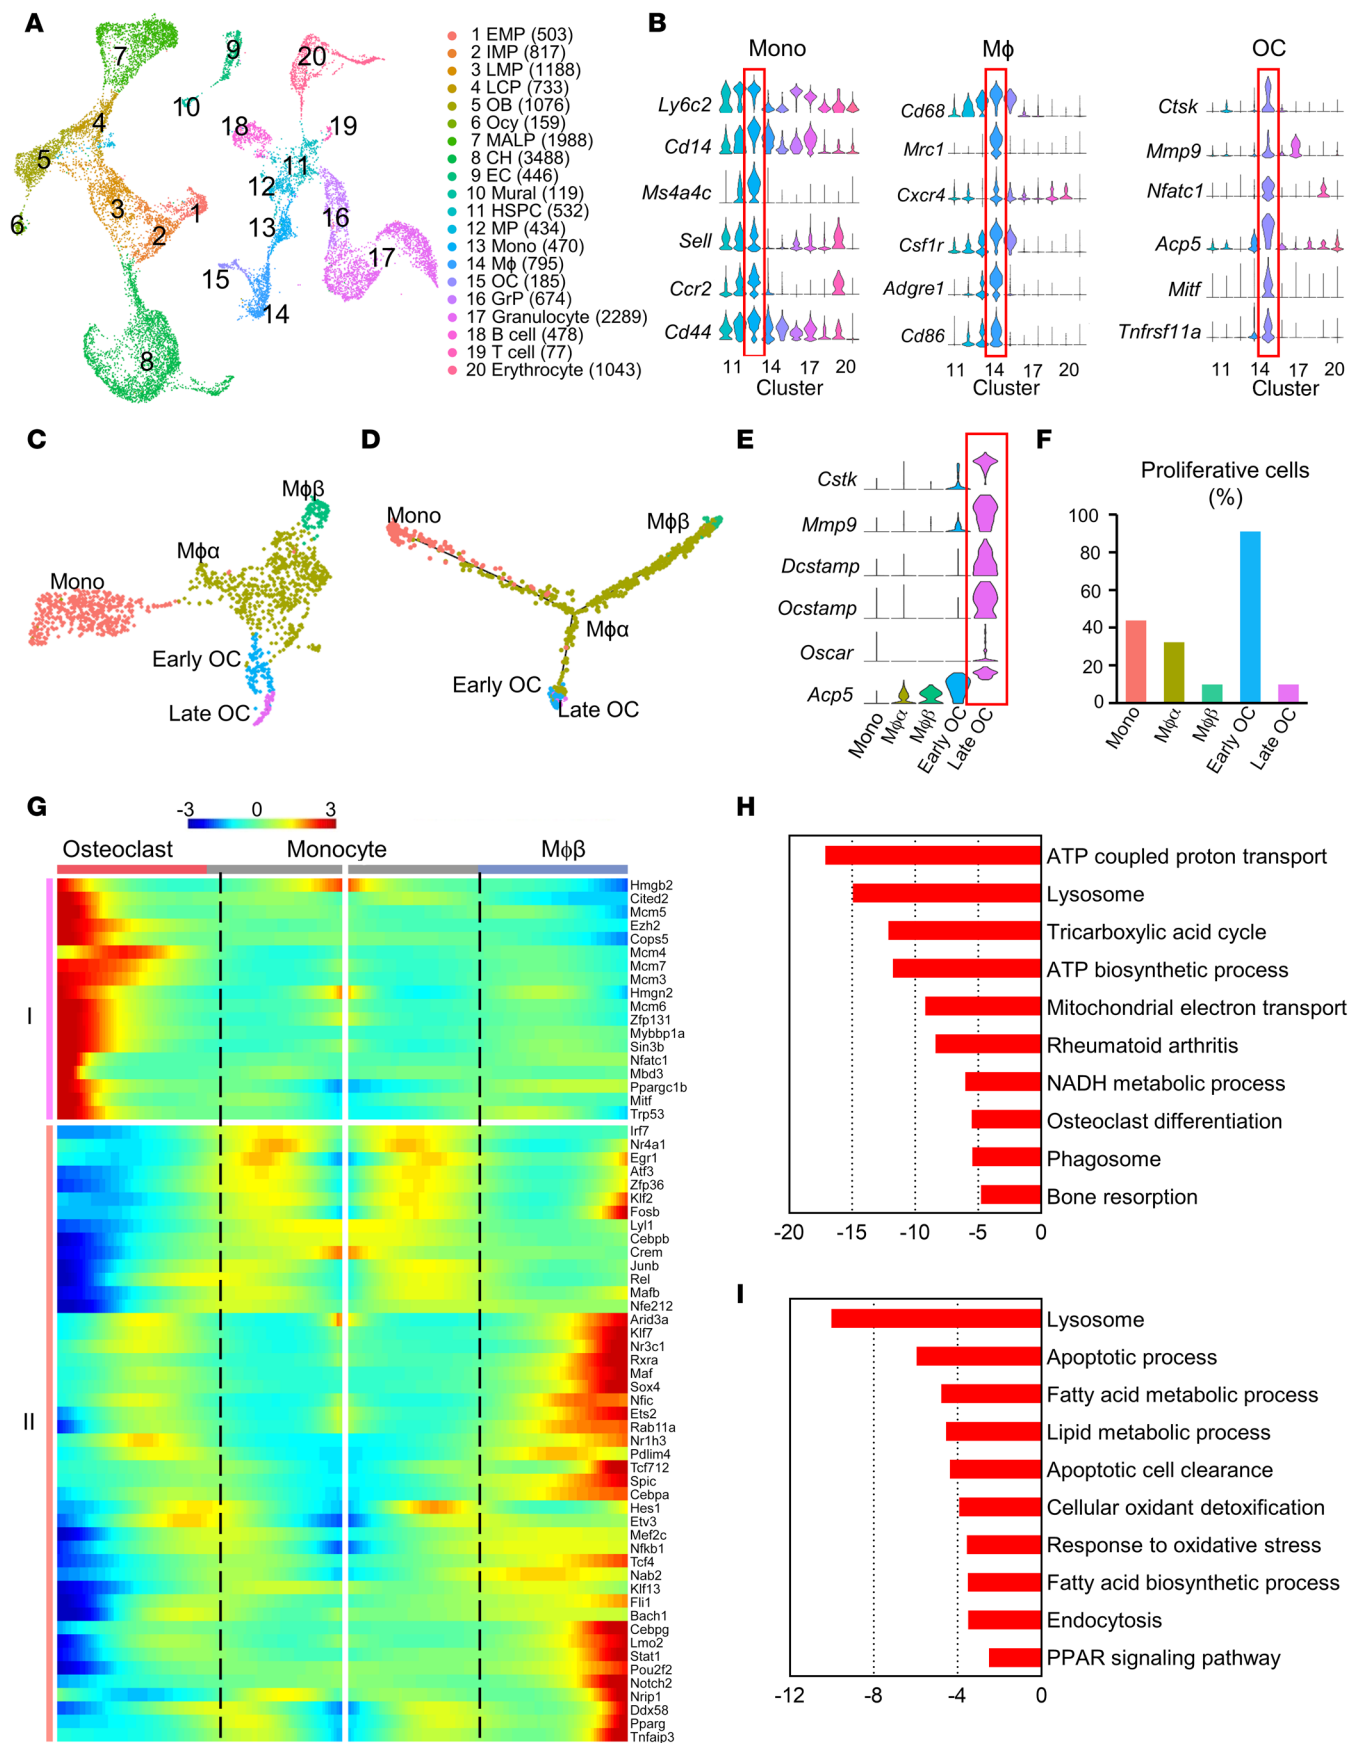 A
7
9
10
20
18
19
4
11
5
12
3
1
16
6
2
13
17
15
14
8
1 EMP (503)
2 IMP (817)
3 LMP (1188)
4 LCP (733)
5 OB (1076)
6 Ocy (159)
7 MALP (1988)
8 CH (3488)
9 EC (446)
10 Mural (119)
11 HSPC (532)
12 MP (434)
13 Mono (470)
14 Mϕ (795)
15 OC (185)
16 GrP (674)
17 Granulocyte (2289)
18 B cell (478)
19 T cell (77)
20 Erythrocyte (1043)
B
Mono
Ly6c2
Cd14
Ms4a4c
Sell
Ccr2
Cd44
11 14 17 20
Cluster
Mϕ
Cd68
Mrc1
Cxcr4
Csf1r
Adgre1
Cd86
11 14 17 20
Cluster
OC
Ctsk
Mmp9
Nfatc1
Acp5
Mitf
Tnfrsf11a
11 14 17 20
Cluster
C
Mϕβ
Mϕα
Mono
Early OC
Late OC
D
Mono
Mϕβ
Mϕα
Early OC
Late OC
E
Cstk
Mmp9
Dcstamp
Ocstamp
Oscar
Acp5
Mono
Mϕα
Mϕβ
Early OC
Late OC
F
Proliferative cells
(%)
100
80
60
40
20
0
Mono
Mϕα
Mϕβ
Early OC
Late OC
G
-3 0 3
Osteoclast Monocyte Mϕβ
I
Hmgb2
Cited2
Mcm5
Ezh2
Cops5
Mcm4
Mcm7
Mcm3
Hmgn2
Mcm6
Zfp131
Mybbp1a
Sin3b
Nfatc1
Mbd3
Ppargc1b
Mitf
Trp53
II
Irf7
Nr4a1
Egr1
Atf3
Zfp36
Klf2
Fosb
Lyl1
Cebpb
Crem
Junb
Rel
Mafb
Nfe212
Arid3a
Klf7
Nr3c1
Rxra
Maf
Sox4
Nfic
Ets2
Rab11a
Nr1h3
Pdlim4
Tcf712
Spic
Cebpa
Hes1
Etv3
Mef2c
Nfkb1
Tcf4
Nab2
Klf13
Fli1
Bach1
Cebpg
Lmo2
Stat1
Pou2f2
Notch2
Nrip1
Ddx58
Pparg
Tnfaip3
H
ATP coupled proton transport
Lysosome
Tricarboxylic acid cycle
ATP biosynthetic process
Mitochondrial electron transport
Rheumatoid arthritis
NADH metabolic process
Osteoclast differentiation
Phagosome
Bone resorption
-20 -15 -10 -5 0
I
Lysosome
Apoptotic process
Fatty acid metabolic process
Lipid metabolic process
Apoptotic cell clearance
Cellular oxidant detoxification
Response to oxidative stress
Fatty acid biosynthetic process
Endocytosis
PPAR signaling pathway
-12 -8 -4 0